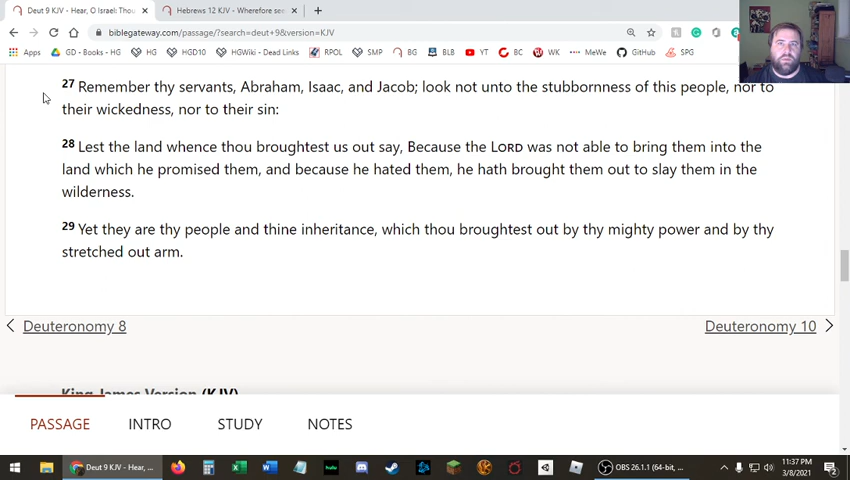 Deut 9 KJV - Hear, O Israel: Thou
Hebrews 12 KJV - Wherefore see
biblegateway.com/passage/?search=deut+9&version=KJV
Apps GD - Books - HG HG HGD10 HGWiki - Dead Links RPOL SMP BG BLB YT BC WK MeWe GitHub SPG
27 Remember thy servants, Abraham, Isaac, and Jacob; look not unto the stubbornness of this people, nor to
their wickedness, nor to their sin:
28 Lest the land whence thou broughtest us out say, Because the LORD was not able to bring them into the
land which he promised them, and because he hated them, he hath brought them out to slay them in the
wilderness.
29 Yet they are thy people and thine inheritance, which thou broughtest out by thy mighty power and by thy
stretched out arm.
Deuteronomy 8
Deuteronomy 10
King James Version (KJV)
PASSAGE INTRO STUDY NOTES
Deut 9 KJV - Hear, ...
OBS 26.1.1 (64-bit, ...
11:37 PM
3/8/2021
2